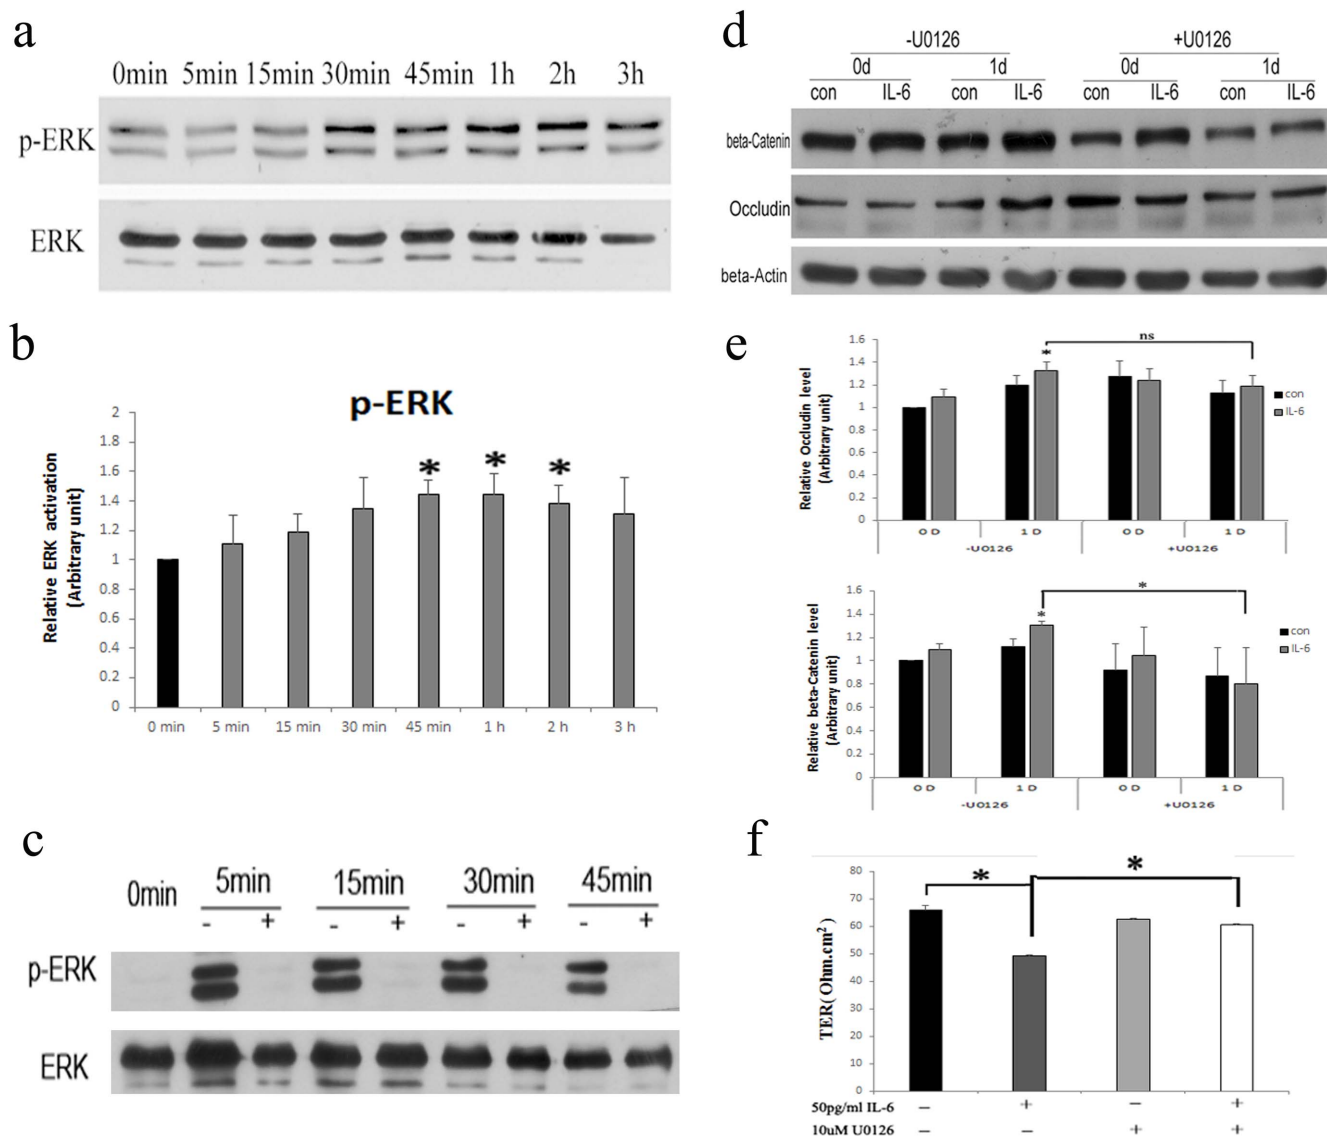 a
0min 5min 15min 30min 45min 1h 2h 3h
p-ERK
ERK
b
p-ERK
Relative ERK activation
(Arbitrary unit)
2
1.8
1.6
1.4
1.2
1
0.8
0.6
0.4
0.2
0
* * *
0 min 5 min 15 min 30 min 45 min 1 h 2 h 3 h
c
0min 5min 15min 30min 45min
- + - + - + - +
p-ERK
ERK
d
-U0126 +U0126
0d 1d 0d 1d
con IL-6 con IL-6 con IL-6 con IL-6
beta-Catenin
Occludin
beta-Actin
e
Relative Occludin level
(Arbitrary unit)
1.6
1.4
1.2
1
0.8
0.6
0.4
0.2
0
ns
*
con
IL-6
0 D 1 D 0 D 1 D
-U0126 +U0126
Relative beta-Catenin level
(Arbitrary unit)
1.6
1.4
1.2
1
0.8
0.6
0.4
0.2
0
*
*
con
IL-6
0 D 1 D 0 D 1 D
-U0126 +U0126
f
TER(Ohm.cm²)
80
70
60
50
40
30
20
10
0
* *
50pg/ml IL-6 − + − +
10uM U0126 − − + +